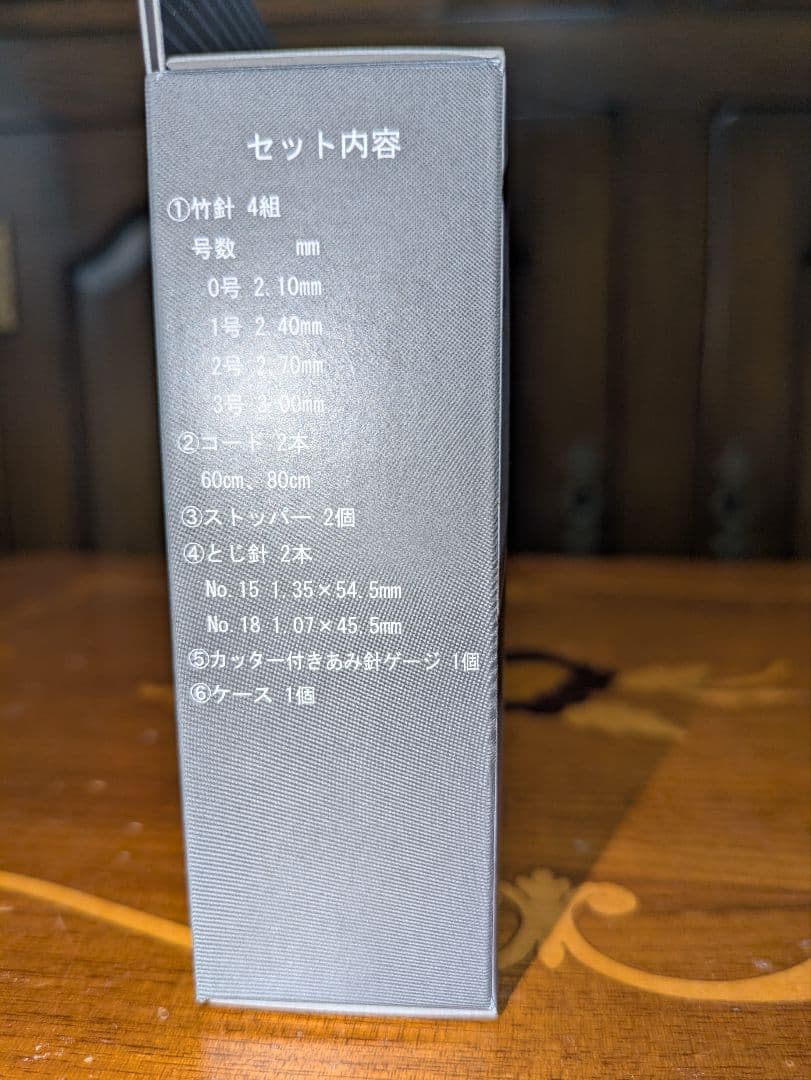 セット内容
①竹針 4組
号数 mm
0号 2.10mm
1号 2.40mm
2号 2.70mm
3号 3.00mm
②コード 2本
60cm、80cm
③ストッパー 2個
④とじ針 2本
No.15 1.35×54.5mm
No.18 1.07×45.5mm
⑤カッター付きあみ針ゲージ 1個
⑥ケース 1個